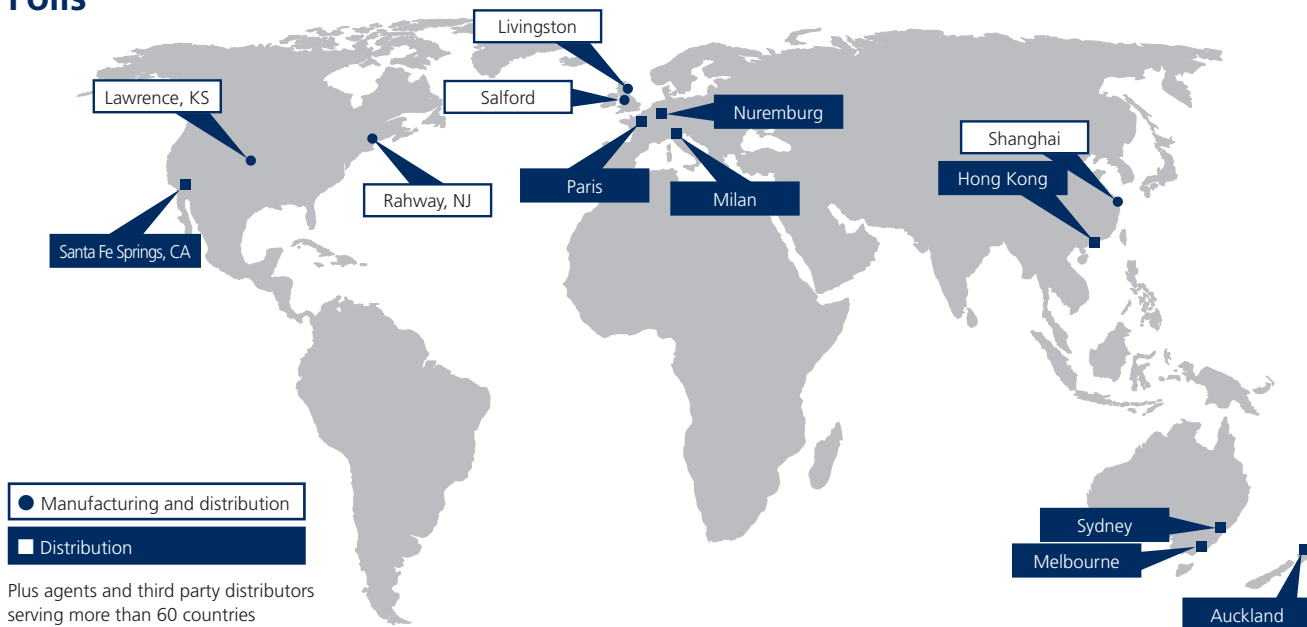 Foils
Livingston
Lawrence, KS
Salford
Nuremburg
Shanghai
Hong Kong
Paris
Milan
Rahway, NJ
Santa Fe Springs, CA
Manufacturing and distribution
Distribution
Sydney
Melbourne
Auckland
Plus agents and third party distributors
serving more than 60 countries